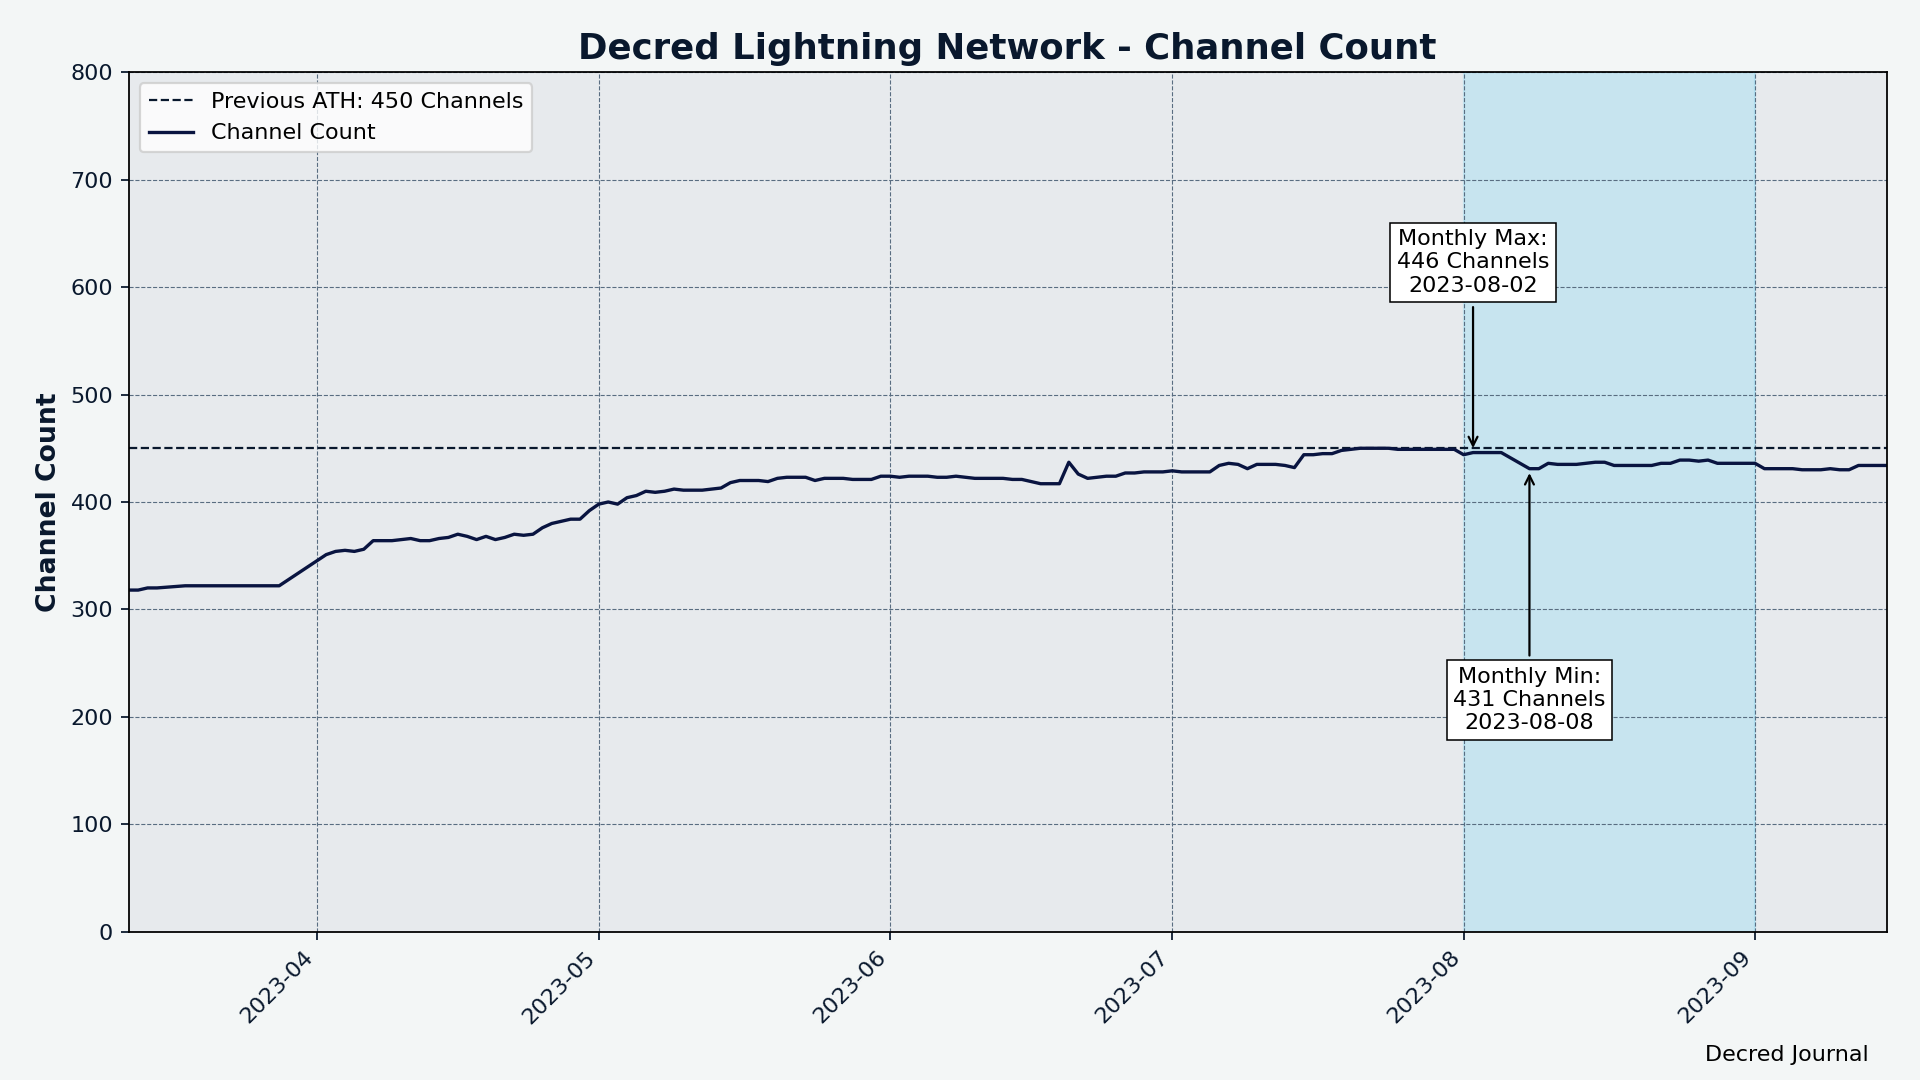 Decred Lightning Network - Channel Count
800
Previous ATH: 450 Channels
Channel Count
700
Monthly Max:
446 Channels
2023-08-02
600
500
Channel Count
400
300
Monthly Min:
431 Channels
2023-08-08
200
100
0
2023-04
2023-05
2023-06
2023-07
2023-08
2023-09
Decred Journal